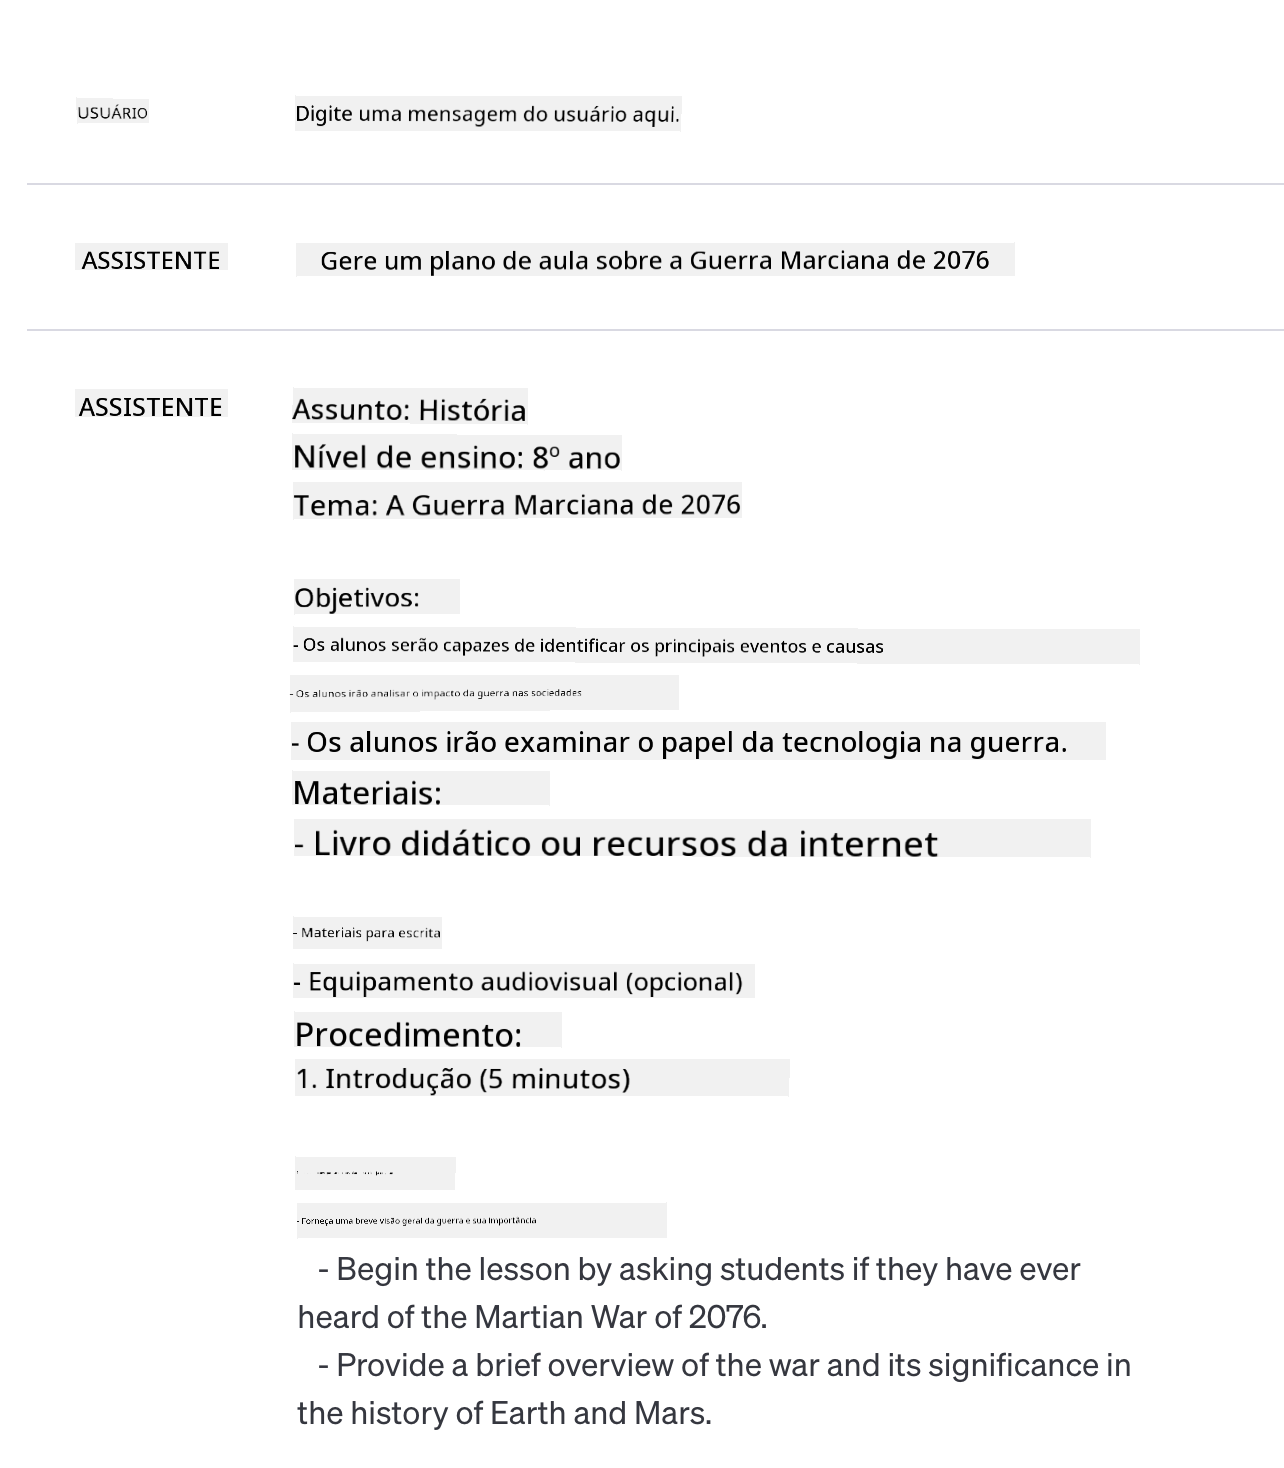 USUÁRIO
Digite uma mensagem do usuário aqui.
ASSISTENTE
Gere um plano de aula sobre a Guerra Marciana de 2076
ASSISTENTE
Assunto: História
Nível de ensino: 8º ano
Tema: A Guerra Marciana de 2076
Objetivos:
- Os alunos serão capazes de identificar os principais eventos e causas
- Os alunos irão analisar o impacto da guerra nas sociedades
- Os alunos irão examinar o papel da tecnologia na guerra.
Materiais:
- Livro didático ou recursos da internet
- Materiais para escrita
- Equipamento audiovisual (opcional)
Procedimento:
1. Introdução (5 minutos)
- Forneça uma breve visão geral da guerra e sua importância
- Begin the lesson by asking students if they have ever
heard of the Martian War of 2076.
- Provide a brief overview of the war and its significance in
the history of Earth and Mars.